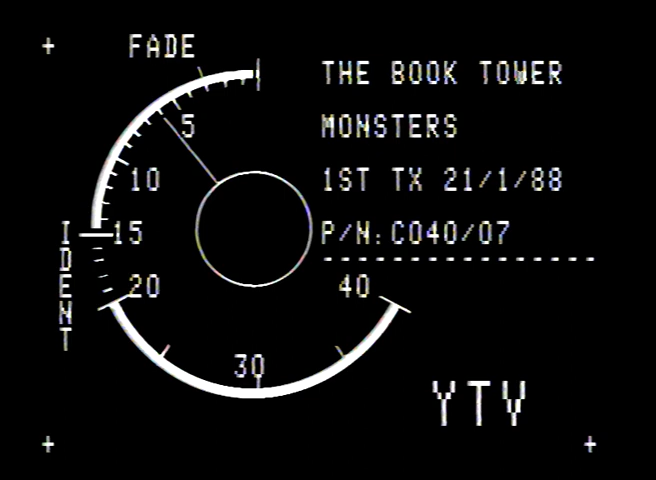 FADE
THE BOOK TOWER
5
MONSTERS
10
1ST TX 21/1/88
15
P/N:C040/07
IDENT
20
40
30
YTV